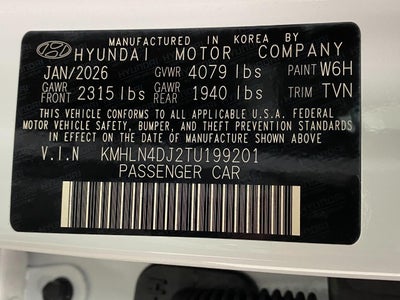 MANUFACTURED IN KOREA BY
HYUNDAI MOTOR COMPANY
JAN/2026 GVWR 4079 lbs PAINT W6H
GAWR FRONT 2315 lbs GAWR REAR 1940 lbs TRIM TVN
THIS VEHICLE CONFORMS TO ALL APPLICABLE U.S.A. FEDERAL
MOTOR VEHICLE SAFETY, BUMPER, AND THEFT PREVENTION STANDARDS
IN EFFECT ON THE DATE OF MANUFACTURE SHOWN ABOVE
V.I.N KMHLN4DJ2TU199201
PASSENGER CAR